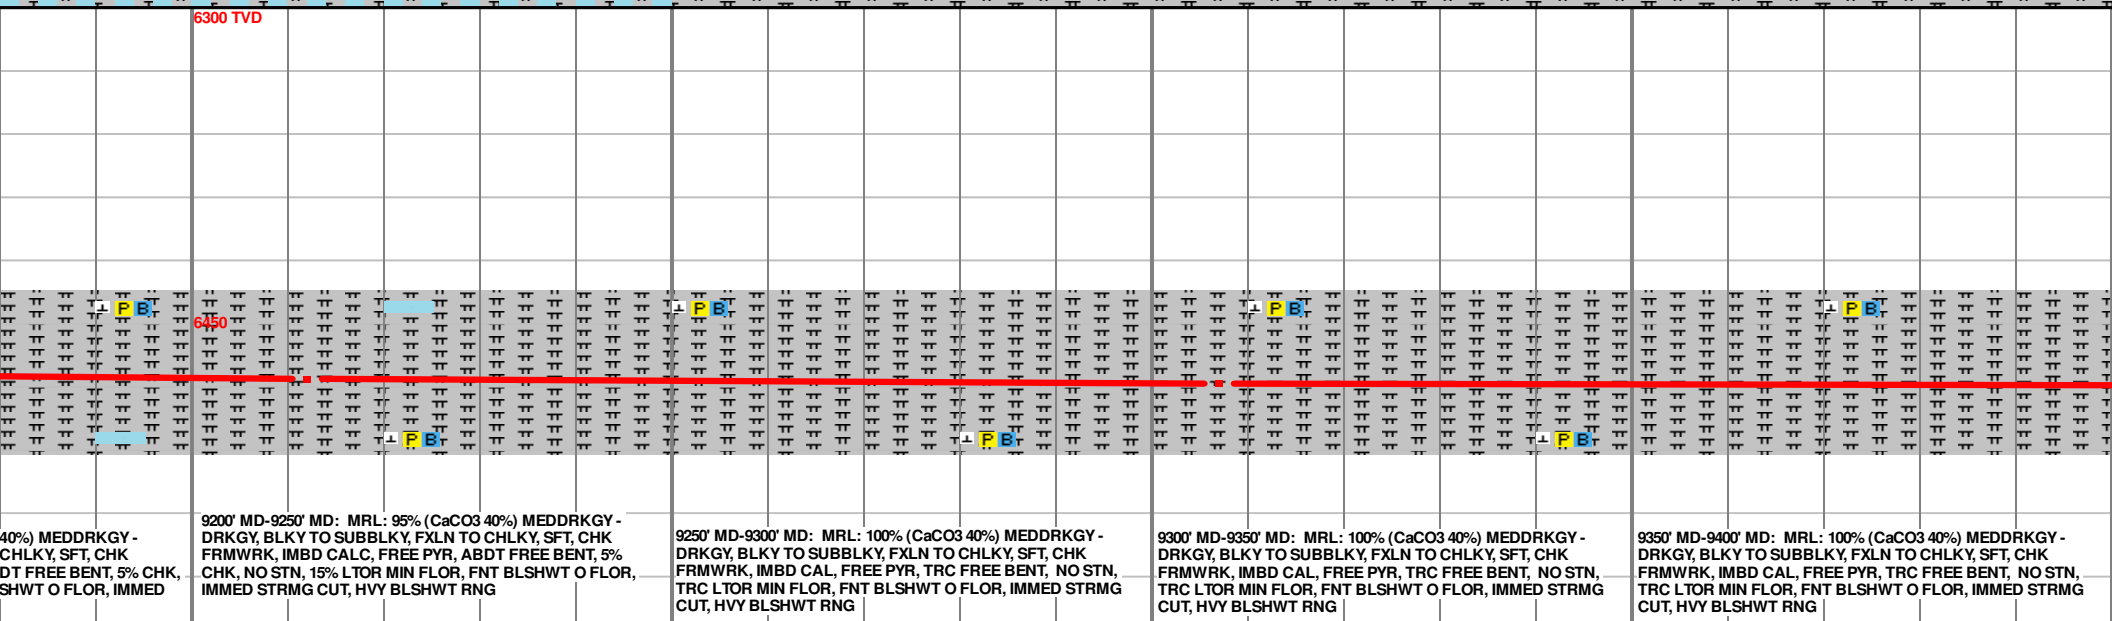 6300 TVD
P B
P B
P B
P B
6450
P B
P B
P B
40%) MEDDRKGY -
CHLKY, SFT, CHK
DT FREE BENT, 5% CHK,
SHWT O FLOR, IMMED
9200' MD-9250' MD: MRL: 95% (CaCO3 40%) MEDDRKGY -
DRKGY, BLKY TO SUBBLKY, FXLN TO CHLKY, SFT, CHK
FRMWRK, IMBD CALC, FREE PYR, ABDT FREE BENT, 5%
CHK, NO STN, 15% LTOR MIN FLOR, FNT BLSHWT O FLOR,
IMMED STRMG CUT, HVY BLSHWT RNG
9250' MD-9300' MD: MRL: 100% (CaCO3 40%) MEDDRKGY -
DRKGY, BLKY TO SUBBLKY, FXLN TO CHLKY, SFT, CHK
FRMWRK, IMBD CAL, FREE PYR, TRC FREE BENT, NO STN,
TRC LTOR MIN FLOR, FNT BLSHWT O FLOR, IMMED STRMG
CUT, HVY BLSHWT RNG
9300' MD-9350' MD: MRL: 100% (CaCO3 40%) MEDDRKGY -
DRKGY, BLKY TO SUBBLKY, FXLN TO CHLKY, SFT, CHK
FRMWRK, IMBD CAL, FREE PYR, TRC FREE BENT, NO STN,
TRC LTOR MIN FLOR, FNT BLSHWT O FLOR, IMMED STRMG
CUT, HVY BLSHWT RNG
9350' MD-9400' MD: MRL: 100% (CaCO3 40%) MEDDRKGY -
DRKGY, BLKY TO SUBBLKY, FXLN TO CHLKY, SFT, CHK
FRMWRK, IMBD CAL, FREE PYR, TRC FREE BENT, NO STN,
TRC LTOR MIN FLOR, FNT BLSHWT O FLOR, IMMED STRMG
CUT, HVY BLSHWT RNG